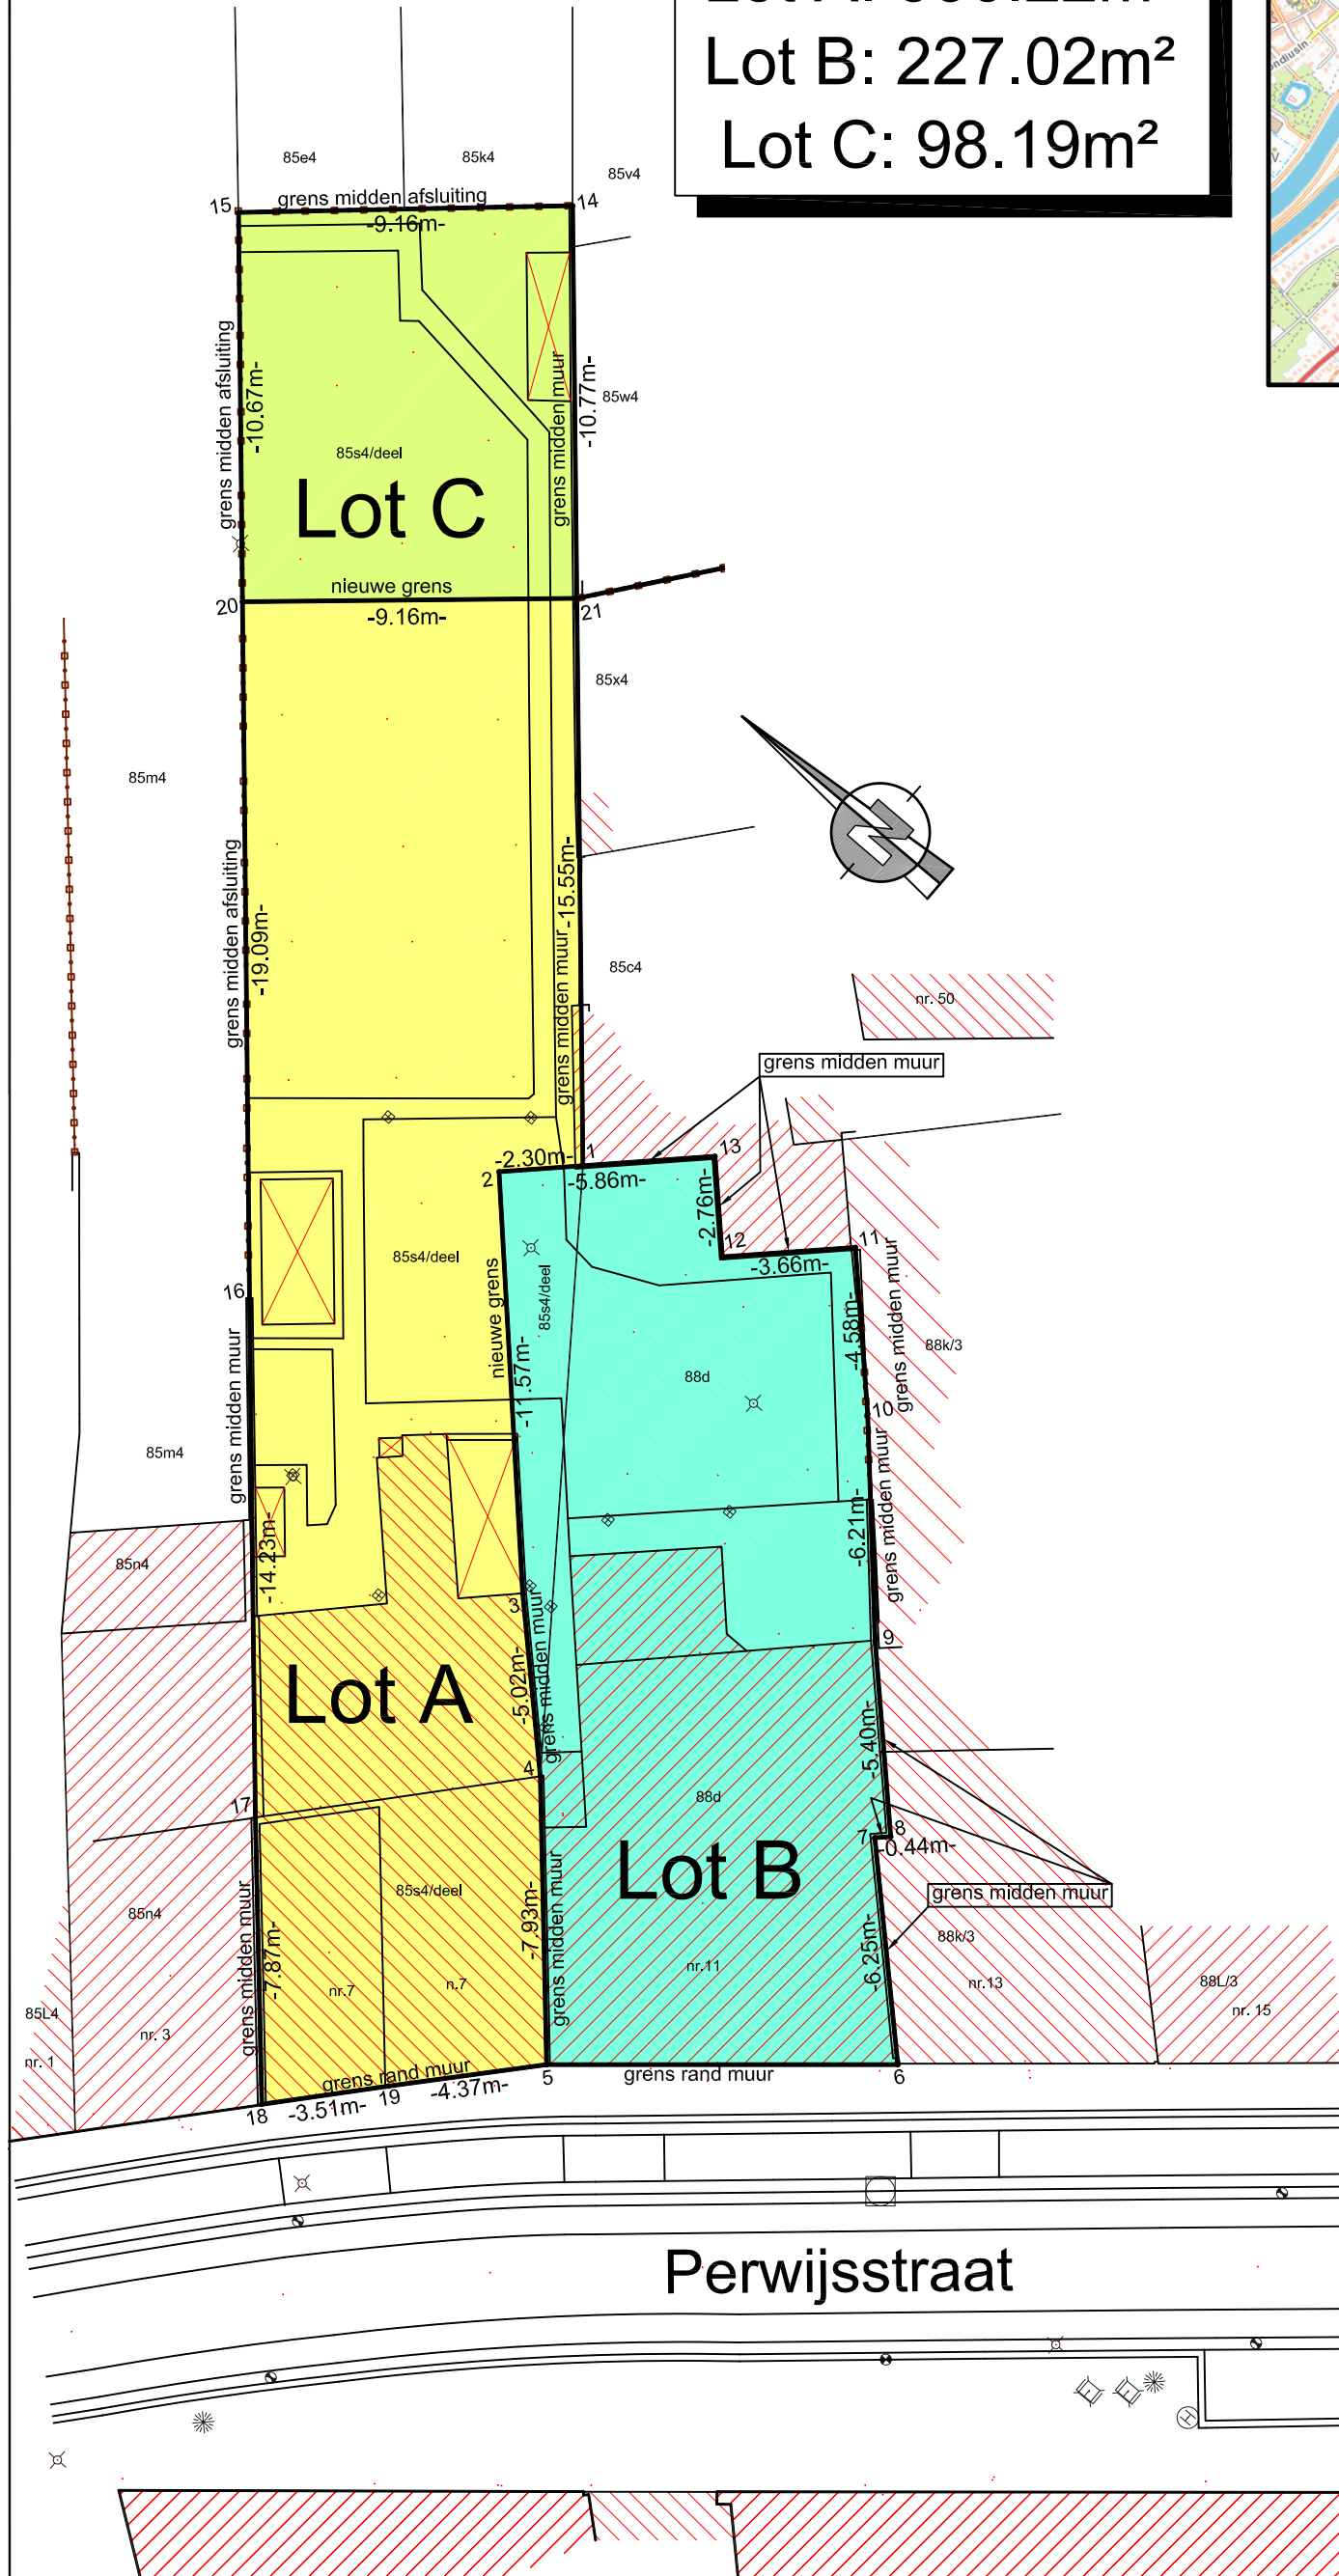 Lot B: 227.02m²
Lot C: 98.19m²
85e4
85k4
85v4
15
grens midden afsluiting
14
-9.16m-
grens midden afsluiting
-10.67m-
grens midden muur
-10.77m-
85w4
85s4/deel
Lot C
nieuwe grens
20
-9.16m-
21
85x4
85m4
N
grens midden afsluiting
-19.09m-
-15.55m-
grens midden muur
85c4
nr. 50
grens midden muur
1
13
2
-2.30m-
-5.86m-
-2.76m-
12
11
-3.66m-
85s4/deel
nieuwe grens
85s4/deel
16
-4.58m-
grens midden muur
88k/3
-11.57m-
88d
grens midden muur
10
85m4
grens midden muur
-6.21m-
85n4
-14.23m-
3
grens midden muur
9
Lot A
-5.02m-
-5.40m-
4
88d
17
7
8
-0.44m-
Lot B
85s4/deel
grens midden muur
85n4
grens midden muur
-7.87m-
-7.93m-
grens midden muur
-6.25m-
88k/3
nr.11
nr.7
n.7
nr.13
88L/3
nr. 15
85L4
nr. 3
nr. 1
grens rand muur
5
grens rand muur
6
18
-3.51m-
19
-4.37m-
Perwijsstraat
H